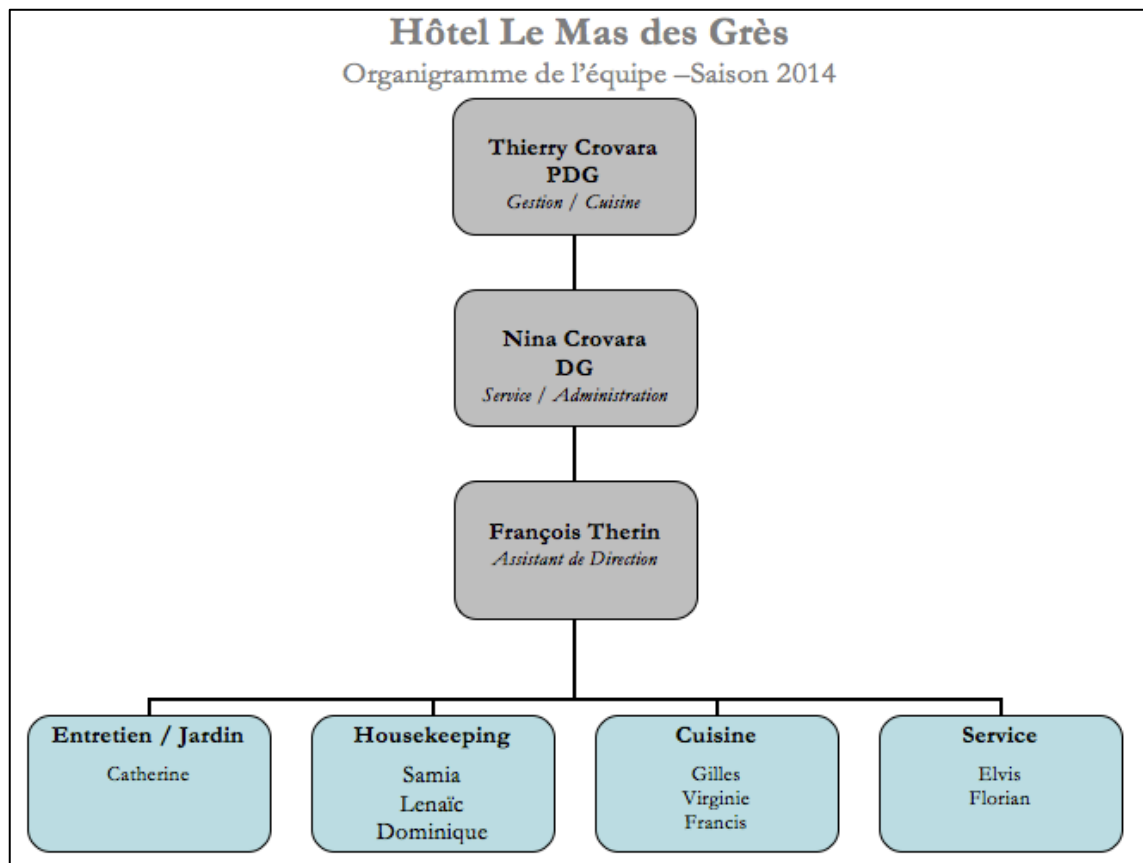 Hôtel Le Mas des Grès
Organigramme de l'équipe –Saison 2014
Thierry Crovara
PDG
Gestion / Cuisine
Nina Crovara
DG
Service / Administration
François Therin
Assistant de Direction
Entretien / Jardin
Catherine
Housekeeping
Samia
Lenaïc
Dominique
Cuisine
Gilles
Virginie
Francis
Service
Elvis
Florian